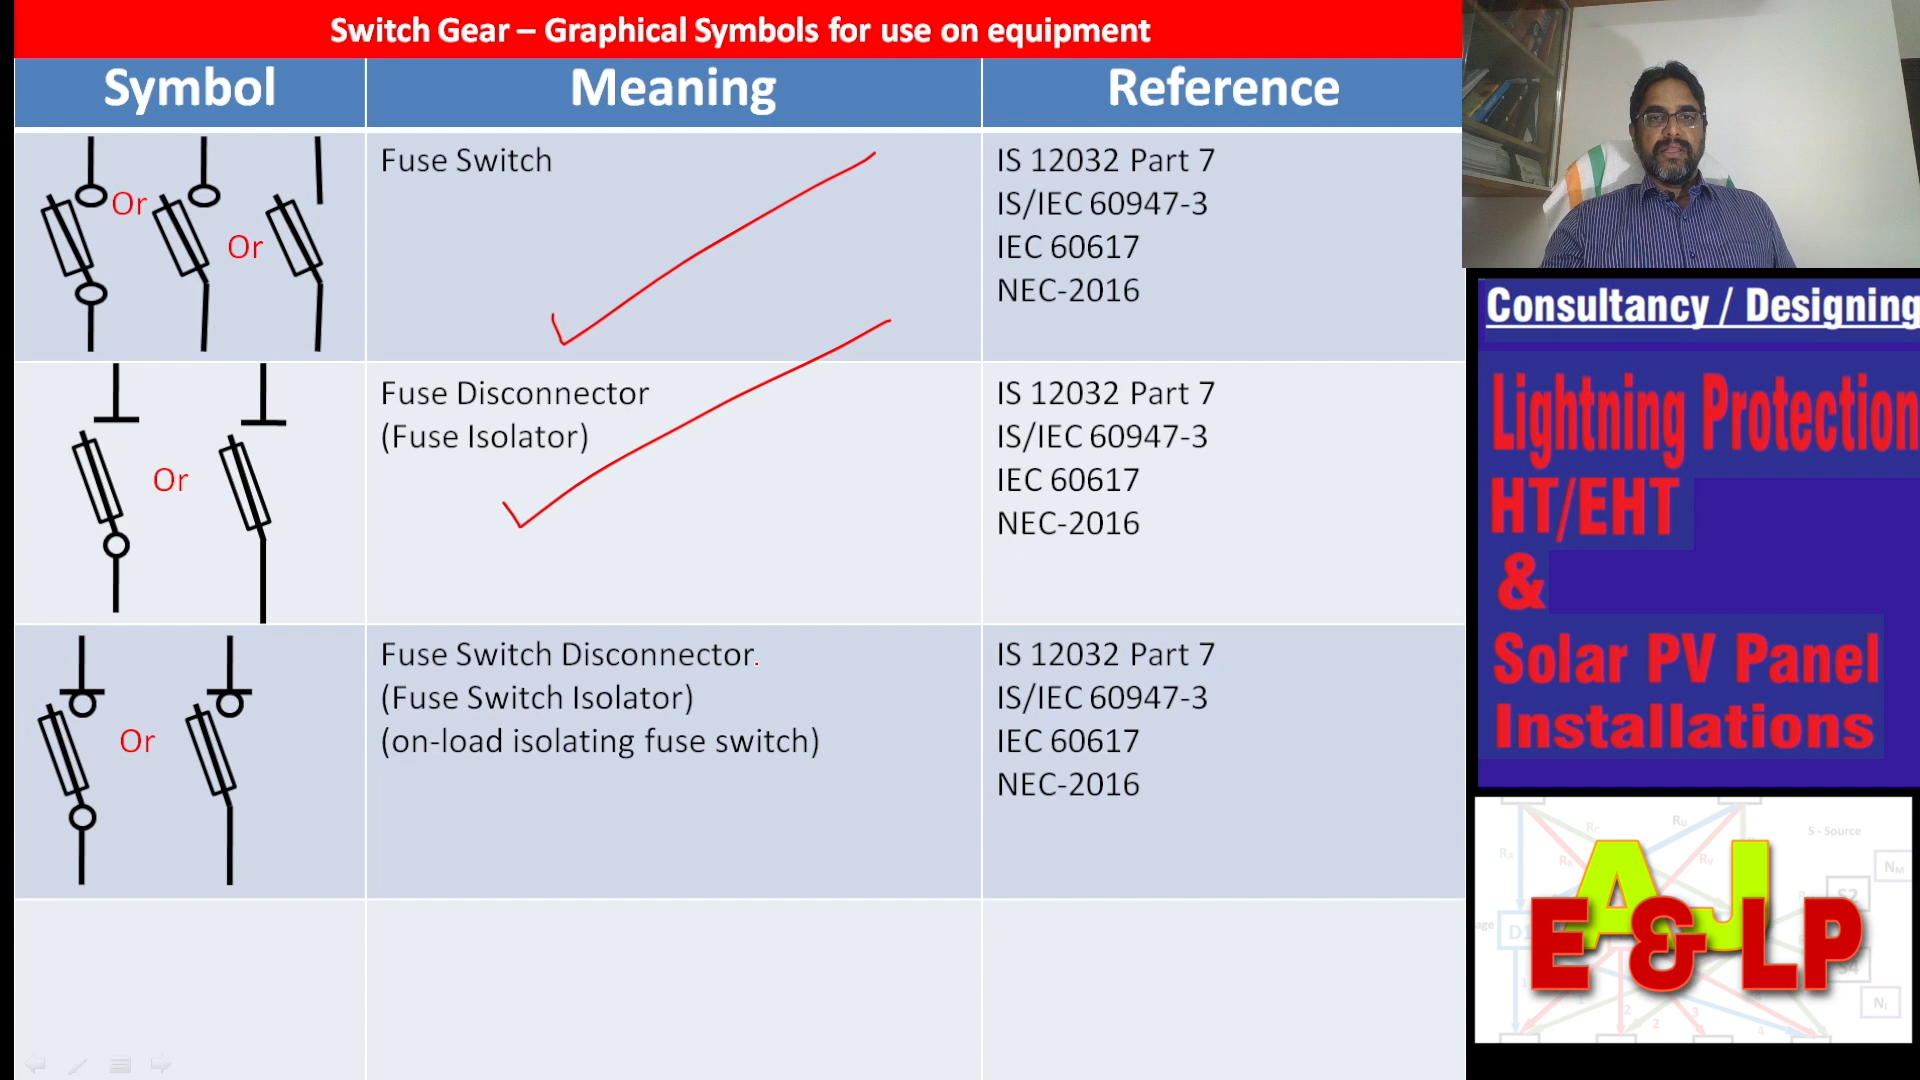 Switch Gear – Graphical Symbols for use on equipment
Symbol
Meaning
Reference
Or
Or
Fuse Switch
IS 12032 Part 7
IS/IEC 60947-3
IEC 60617
NEC-2016
Or
Fuse Disconnector
(Fuse Isolator)
IS 12032 Part 7
IS/IEC 60947-3
IEC 60617
NEC-2016
Or
Fuse Switch Disconnector.
(Fuse Switch Isolator)
(on-load isolating fuse switch)
IS 12032 Part 7
IS/IEC 60947-3
IEC 60617
NEC-2016
Consultancy / Designing
Lightning Protection
HT/EHT
&
Solar PV Panel
Installations
AJ
E & LP
S - Source